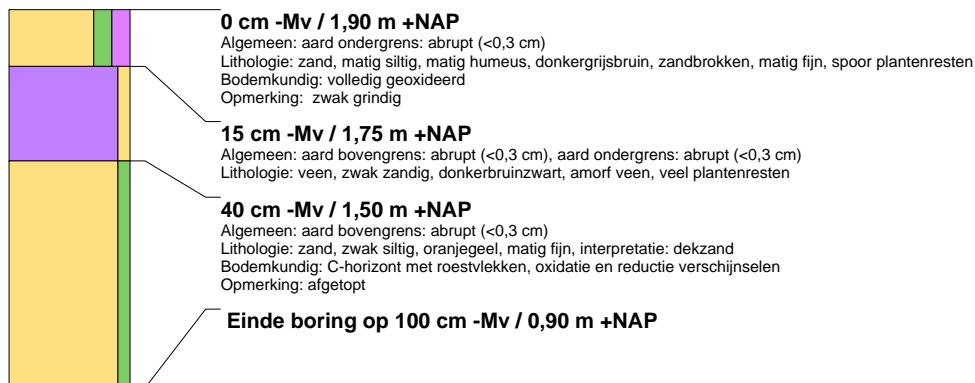 0 cm -Mv / 1,90 m +NAP
Algemeen: aard ondergrens: abrupt (<0,3 cm)
Lithologie: zand, matig siltig, matig humeus, donkergrijsbruin, zandbrokken, matig fijn, spoor plantenresten
Bodemkundig: volledig geoxideerd
Opmerking: zwak grindig
15 cm -Mv / 1,75 m +NAP
Algemeen: aard bovengrens: abrupt (<0,3 cm), aard ondergrens: abrupt (<0,3 cm)
Lithologie: veen, zwak zandig, donkerbruinzwart, amorf veen, veel plantenresten
40 cm -Mv / 1,50 m +NAP
Algemeen: aard bovengrens: abrupt (<0,3 cm)
Lithologie: zand, zwak siltig, oranjegeel, matig fijn, interpretatie: dekzand
Bodemkundig: C-horizont met roestvlekken, oxidatie en reductie verschijnselen
Opmerking: afgetopt
Einde boring op 100 cm -Mv / 0,90 m +NAP